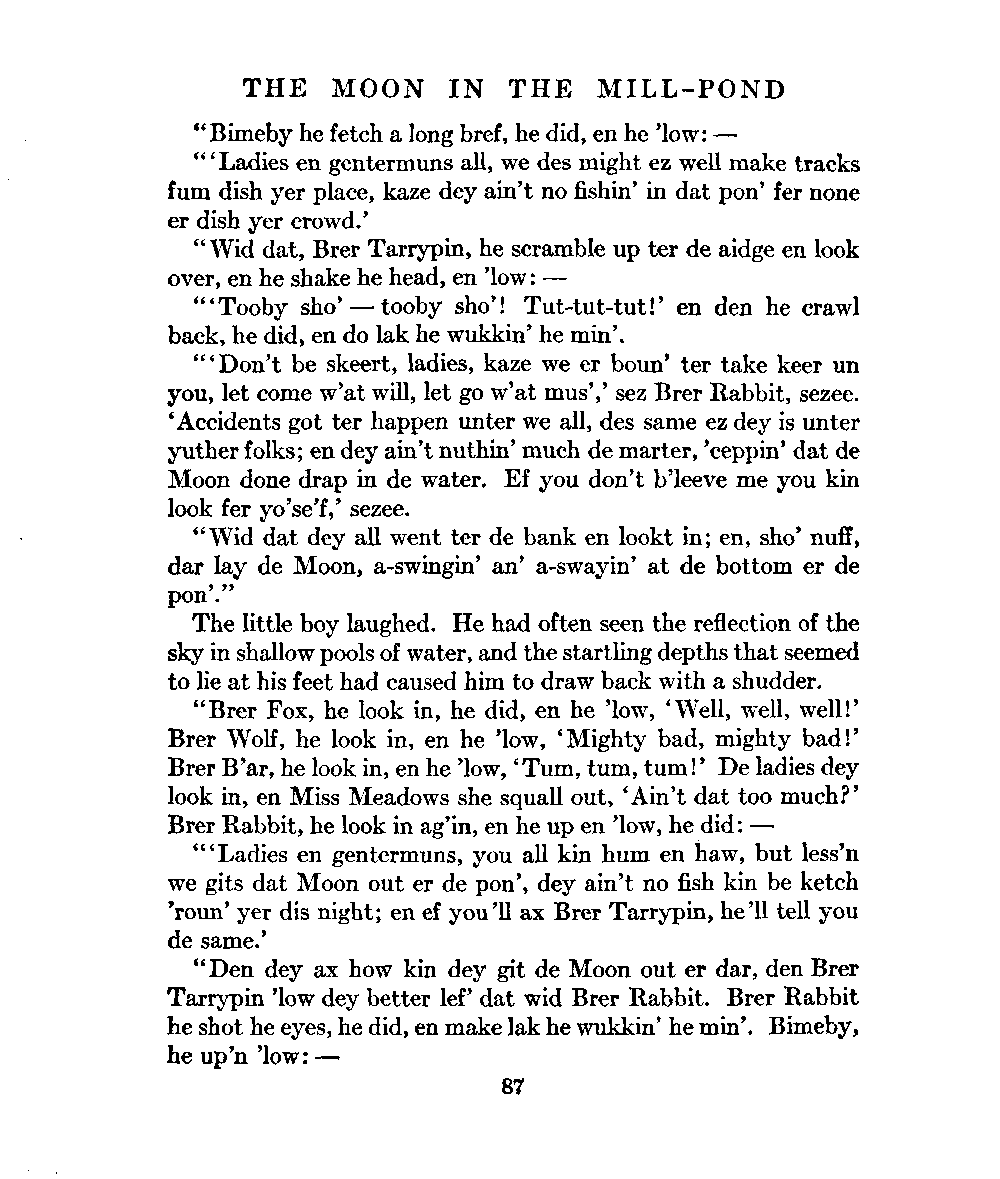 THE MOON IN THE MILL-POND
“Bimeby he fetch a long bref, he did, en he ’low: —
“‘Ladies en gentermuns all, we des might ez well make tracks
fum dish yer place, kaze dey ain’t no fishin’ in dat pon’ fer none
er dish yer crowd.’
“Wid dat, Brer Tarrypin, he scramble up ter de aidge en look
over, en he shake he head, en ’low: —
“‘Tooby sho’ — tooby sho’! Tut-tut-tut!’ en den he crawl
back, he did, en do lak he wukkin’ he min’.
“‘Don’t be skeert, ladies, kaze we er boun’ ter take keer un
you, let come w’at will, let go w’at mus’,’ sez Brer Rabbit, sezee.
‘Accidents got ter happen unter we all, des same ez dey is unter
yuther folks; en dey ain’t nuthin’ much de marter, ’ceppin’ dat de
Moon done drap in de water. Ef you don’t b’leeve me you kin
look fer yo’se’f,’ sezee.
“Wid dat dey all went ter de bank en lookt in; en, sho’ nuff,
dar lay de Moon, a-swingin’ an’ a-swayin’ at de bottom er de
pon’.”
The little boy laughed. He had often seen the reflection of the
sky in shallow pools of water, and the startling depths that seemed
to lie at his feet had caused him to draw back with a shudder.
“Brer Fox, he look in, he did, en he ’low, ‘Well, well, well!’
Brer Wolf, he look in, en he ’low, ‘Mighty bad, mighty bad!’
Brer B’ar, he look in, en he ’low, ‘Tum, tum, tum!’ De ladies dey
look in, en Miss Meadows she squall out, ‘Ain’t dat too much?’
Brer Rabbit, he look in ag’in, en he up en ’low, he did: —
“‘Ladies en gentermuns, you all kin hum en haw, but less’n
we gits dat Moon out er de pon’, dey ain’t no fish kin be ketch
’roun’ yer dis night; en ef you’ll ax Brer Tarrypin, he’ll tell you
de same.’
“Den dey ax how kin dey git de Moon out er dar, den Brer
Tarrypin ’low dey better lef’ dat wid Brer Rabbit. Brer Rabbit
he shot he eyes, he did, en make lak he wukkin’ he min’. Bimeby,
he up’n ’low: —
87